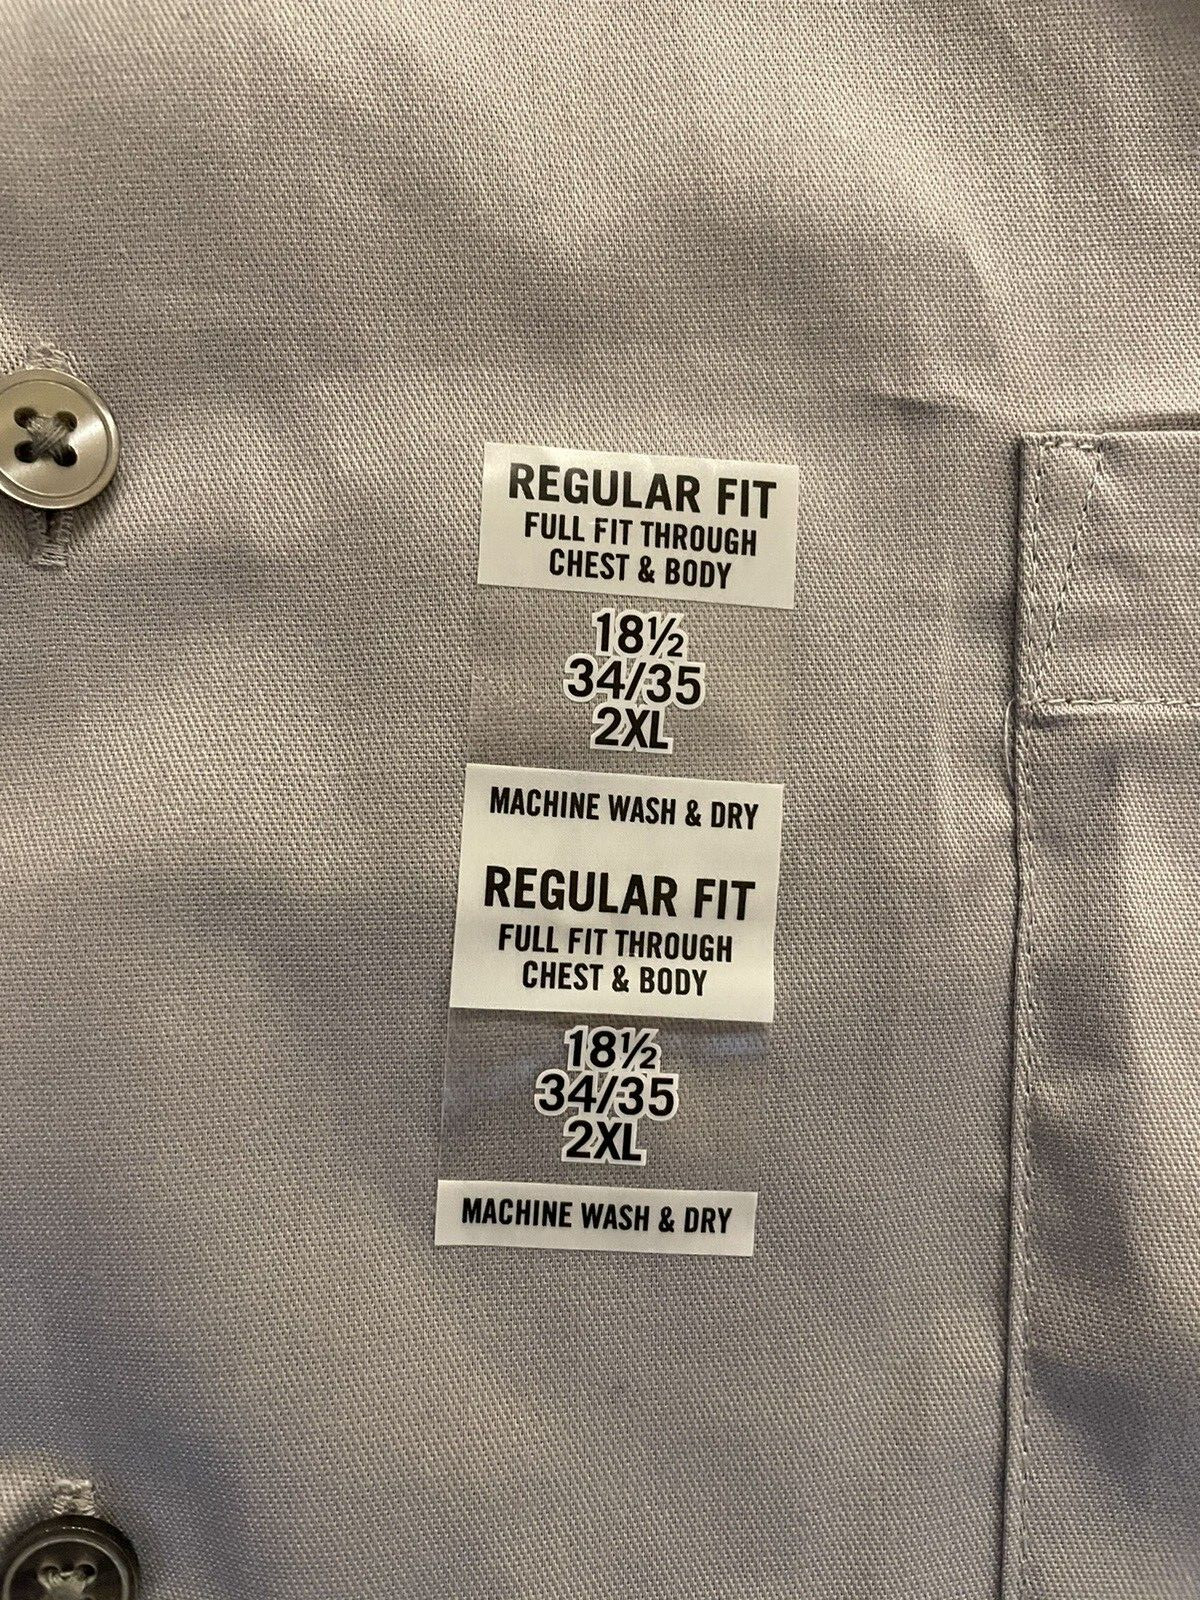 REGULAR FIT
FULL FIT THROUGH
CHEST & BODY
18½
34/35
2XL
MACHINE WASH & DRY
REGULAR FIT
FULL FIT THROUGH
CHEST & BODY
18½
34/35
2XL
MACHINE WASH & DRY